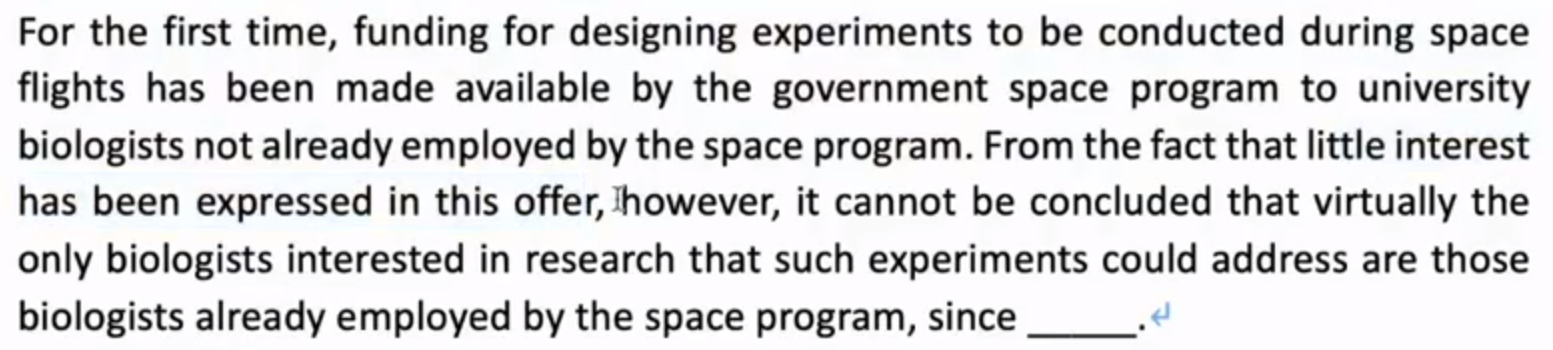 For the first time, funding for designing experiments to be conducted during space
flights has been made available by the government space program to university
biologists not already employed by the space program. From the fact that little interest
has been expressed in this offer, however, it cannot be concluded that virtually the
only biologists interested in research that such experiments could address are those
biologists already employed by the space program, since _____.↵